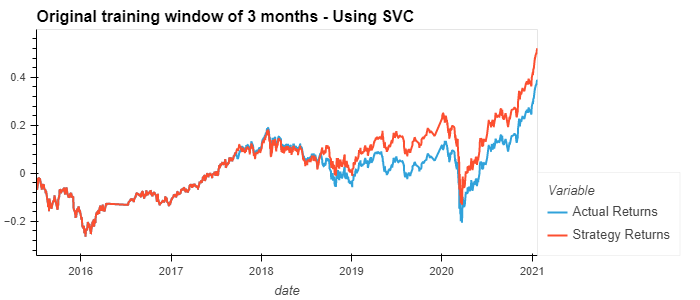 Original training window of 3 months - Using SVC
0.4
0.2
0
−0.2
2016 2017 2018 2019 2020 2021
date
Variable
Actual Returns
Strategy Returns